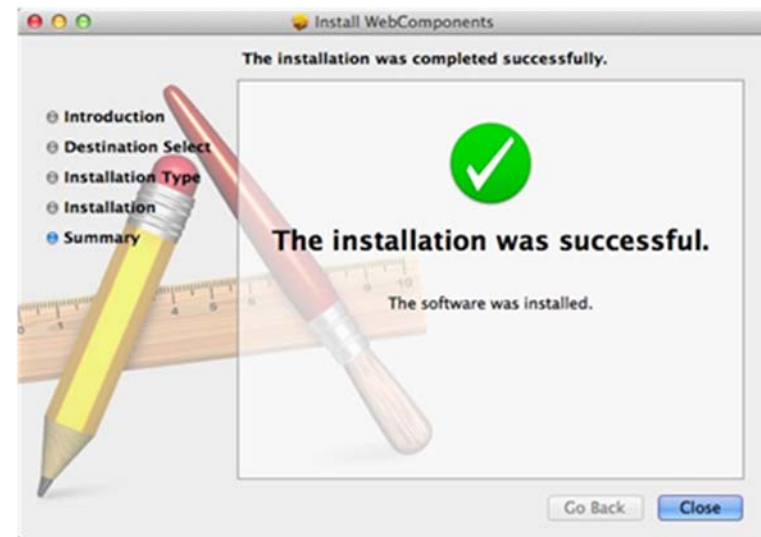 Install WebComponents
The installation was completed successfully.
Introduction
Destination Select
Installation Type
Installation
Summary
The installation was successful.
The software was installed.
Go Back
Close